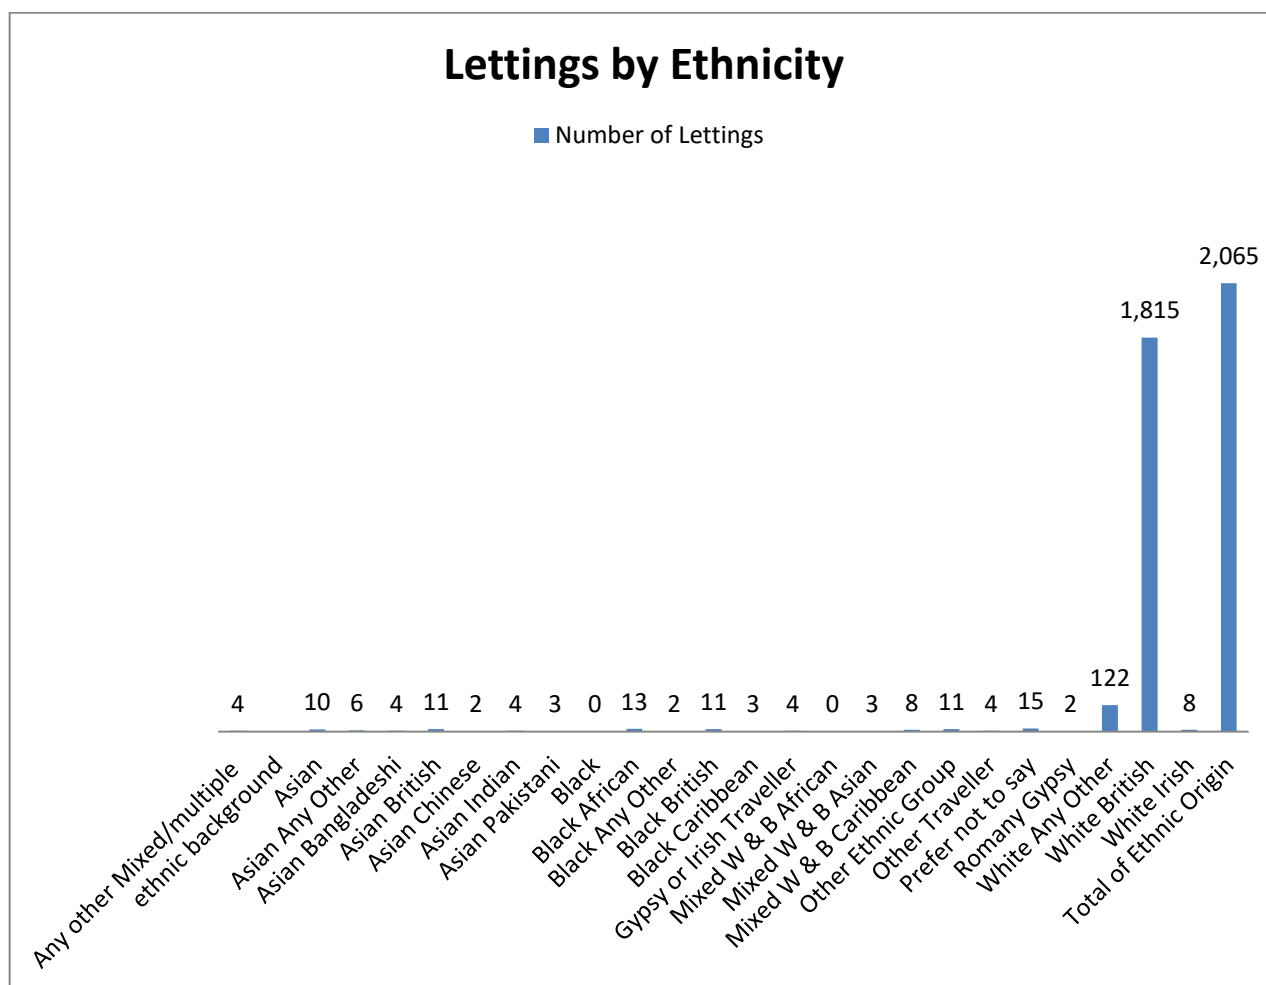 Lettings by Ethnicity
Number of Lettings
2,065
1,815
122
4
10
6
4
11
2
4
3
0
13
2
11
3
4
0
3
8
11
4
15
2
8
Any other Mixed/multiple
ethnic background
Asian
Asian Any Other
Asian Bangladeshi
Asian British
Asian Chinese
Asian Indian
Asian Pakistani
Black
Black African
Black Any Other
Black British
Black Caribbean
Gypsy or Irish Traveller
Mixed W & B African
Mixed W & B Asian
Mixed W & B Caribbean
Other Ethnic Group
Other Traveller
Prefer not to say
Romany Gypsy
White Any Other
White British
White Irish
Total of Ethnic Origin